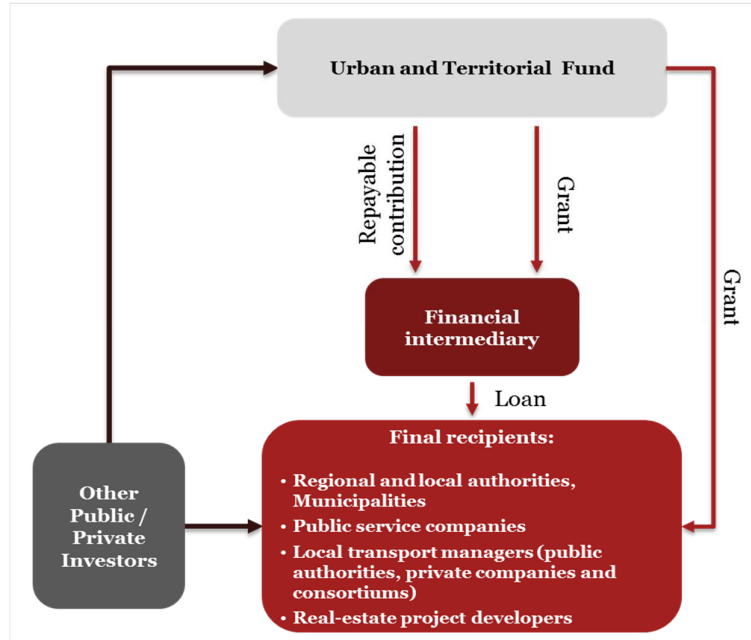 Urban and Territorial Fund
Repayable
contribution
Grant
Grant
Financial
intermediary
Loan
Final recipients:
• Regional and local authorities,
Municipalities
• Public service companies
• Local transport managers (public
authorities, private companies and
consortiums)
• Real-estate project developers
Other
Public /
Private
Investors